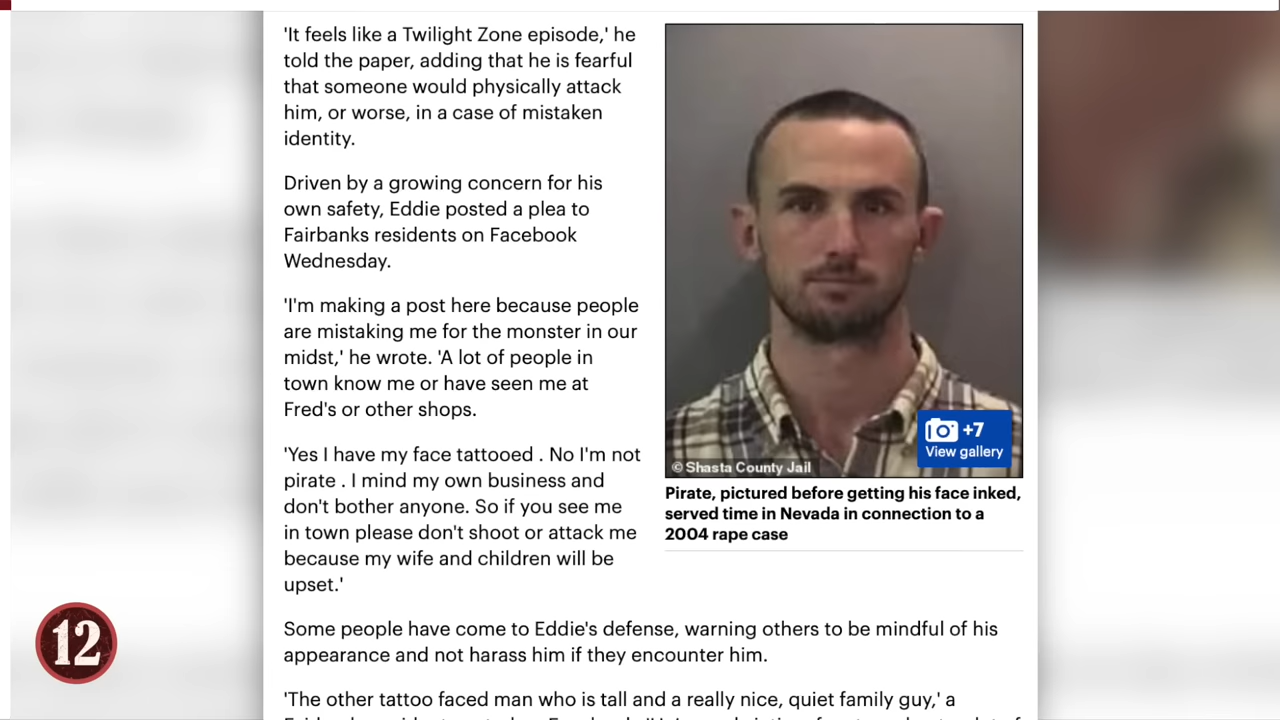 'It feels like a Twilight Zone episode,' he
told the paper, adding that he is fearful
that someone would physically attack
him, or worse, in a case of mistaken
identity.
Driven by a growing concern for his
own safety, Eddie posted a plea to
Fairbanks residents on Facebook
Wednesday.
'I'm making a post here because people
are mistaking me for the monster in our
midst,' he wrote. 'A lot of people in
town know me or have seen me at
Fred's or other shops.
'Yes I have my face tattooed . No I'm not
pirate . I mind my own business and
don't bother anyone. So if you see me
in town please don't shoot or attack me
because my wife and children will be
upset.'
+7
View gallery
© Shasta County Jail
Pirate, pictured before getting his face inked,
served time in Nevada in connection to a
2004 rape case
Some people have come to Eddie's defense, warning others to be mindful of his
appearance and not harass him if they encounter him.
'The other tattoo faced man who is tall and a really nice, quiet family guy,' a
12